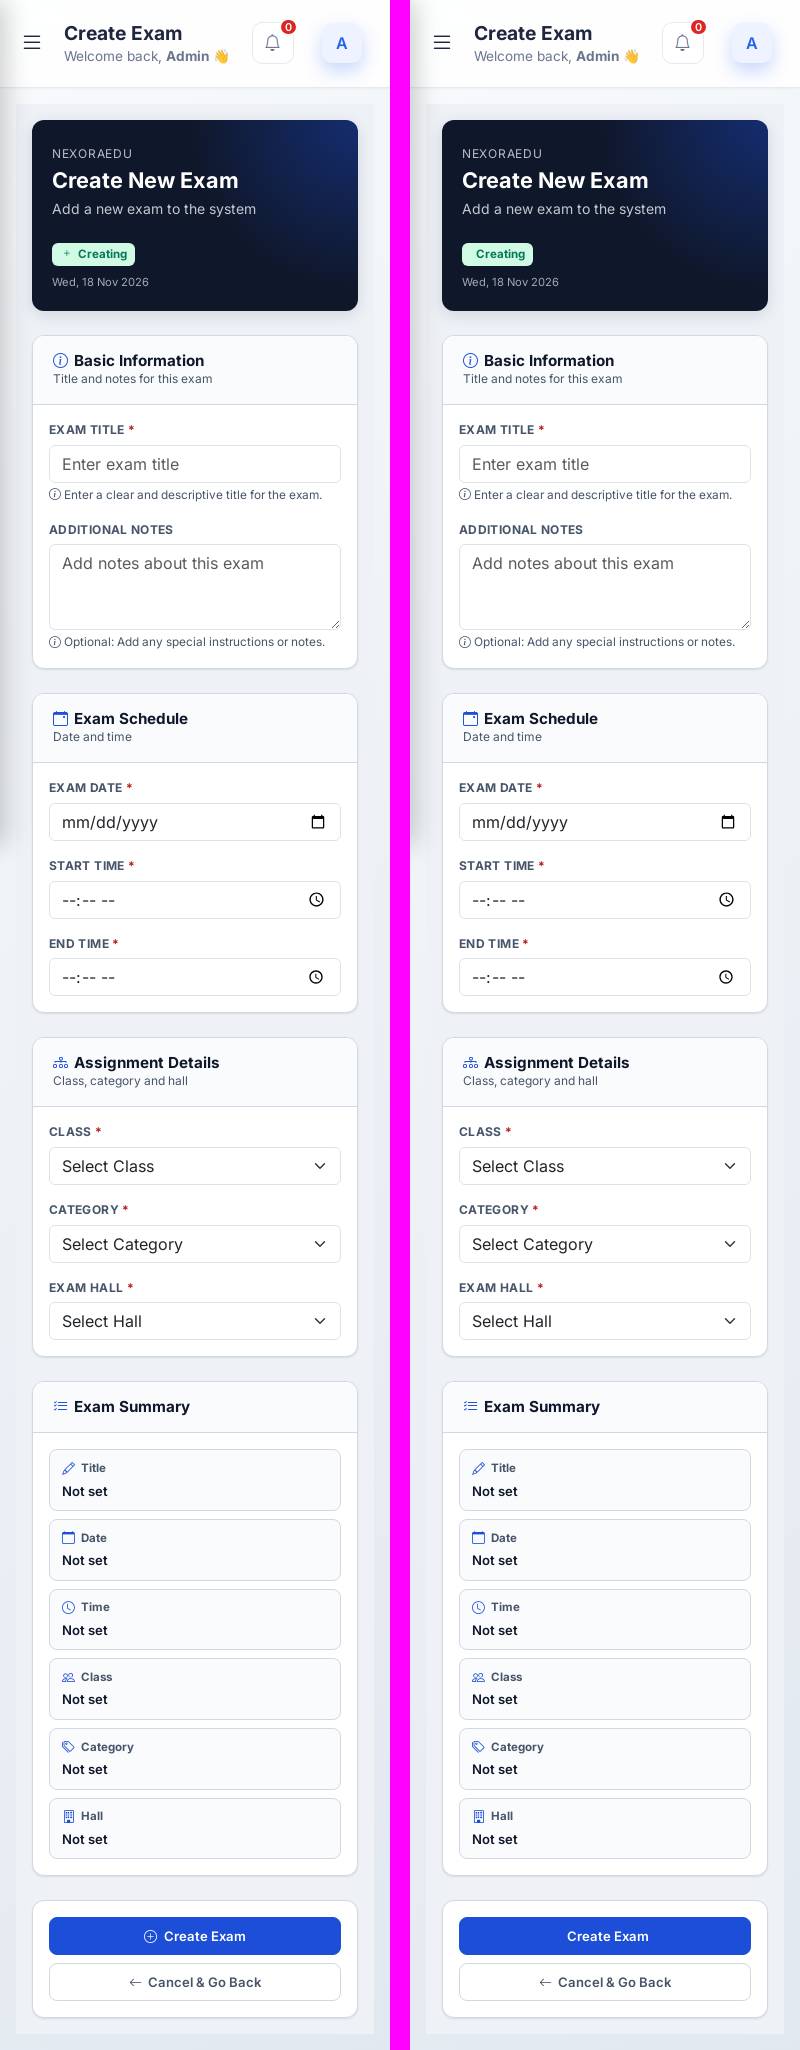 Create Exam
Welcome back, Admin 👋
0
A
NEXORAEDU
Create New Exam
Add a new exam to the system
+ Creating
Wed, 18 Nov 2026
Basic Information
Title and notes for this exam
EXAM TITLE *
Enter exam title
Enter a clear and descriptive title for the exam.
ADDITIONAL NOTES
Add notes about this exam
Optional: Add any special instructions or notes.
Exam Schedule
Date and time
EXAM DATE *
mm/dd/yyyy
START TIME *
--:-- --
END TIME *
--:-- --
Assignment Details
Class, category and hall
CLASS *
Select Class
CATEGORY *
Select Category
EXAM HALL *
Select Hall
Exam Summary
Title
Not set
Date
Not set
Time
Not set
Class
Not set
Category
Not set
Hall
Not set
Create Exam
Cancel & Go Back
Create Exam
Welcome back, Admin 👋
0
A
NEXORAEDU
Create New Exam
Add a new exam to the system
Creating
Wed, 18 Nov 2026
Basic Information
Title and notes for this exam
EXAM TITLE *
Enter exam title
Enter a clear and descriptive title for the exam.
ADDITIONAL NOTES
Add notes about this exam
Optional: Add any special instructions or notes.
Exam Schedule
Date and time
EXAM DATE *
mm/dd/yyyy
START TIME *
--:-- --
END TIME *
--:-- --
Assignment Details
Class, category and hall
CLASS *
Select Class
CATEGORY *
Select Category
EXAM HALL *
Select Hall
Exam Summary
Title
Not set
Date
Not set
Time
Not set
Class
Not set
Category
Not set
Hall
Not set
Create Exam
Cancel & Go Back